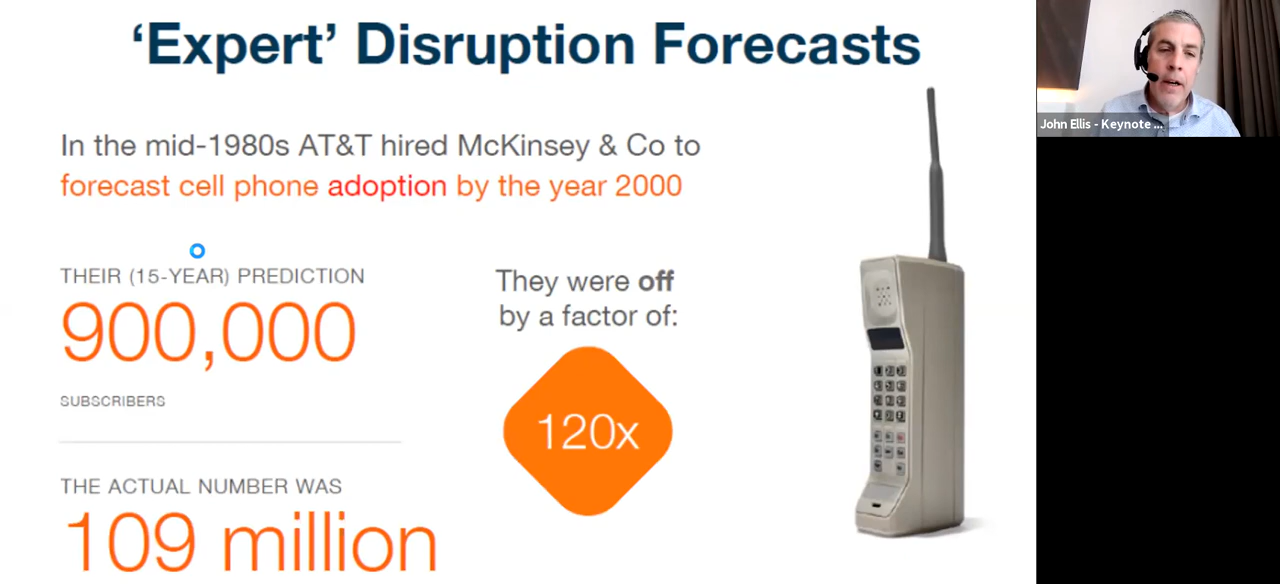 ‘Expert’ Disruption Forecasts
In the mid-1980s AT&T hired McKinsey & Co to
forecast cell phone adoption by the year 2000
THEIR (15-YEAR) PREDICTION
900,000
SUBSCRIBERS
THE ACTUAL NUMBER WAS
109 million
They were off
by a factor of:
120x
John Ellis - Keynote ...